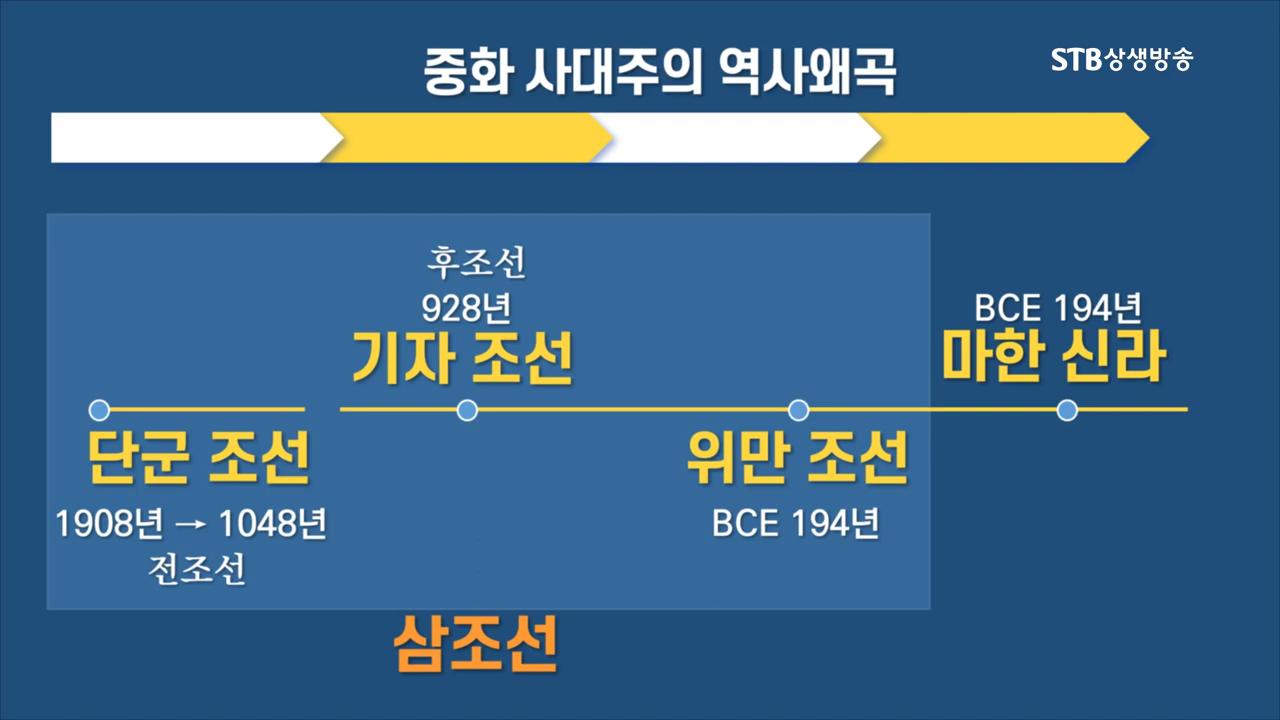 중화 사대주의 역사왜곡
STB상생방송
후조선
928년
기자 조선
BCE 194년
마한 신라
단군 조선
1908년 → 1048년
전조선
위만 조선
BCE 194년
삼조선